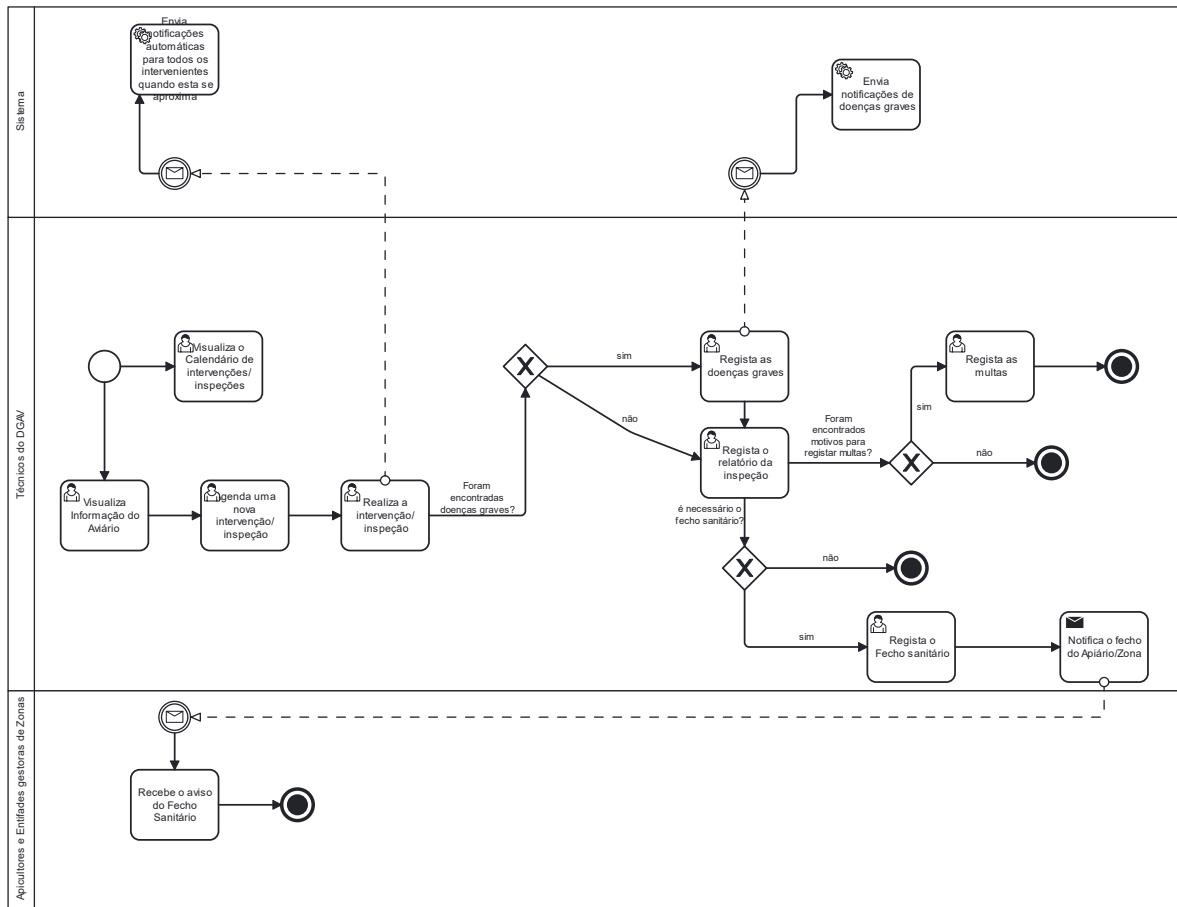 Sistema
Envia
notificações
automáticas
para todos os
intervenientes
quando esta se
aproxima
Envia
notificações de
doenças graves
Técnicos do DGAV
Visualiza o
Calendário de
intervenções/
inspeções
sim
Regista as
doenças graves
Regista as
multas
não
Foram
encontrados
motivos para
registar multas?
sim
Regista o
relatório da
inspeção
não
Visualiza
Informação do
Aviário
genda uma
nova
intervenção/
inspeção
Realiza a
intervenção/
inspeção
Foram
encontradas
doenças graves?
é necessário o
fecho sanitário?
não
sim
Regista o
Fecho sanitário
Notifica o fecho
do Apiário/Zona
Apicultores e Entifades gestoras de Zonas
Recebe o aviso
do Fecho
Sanitário